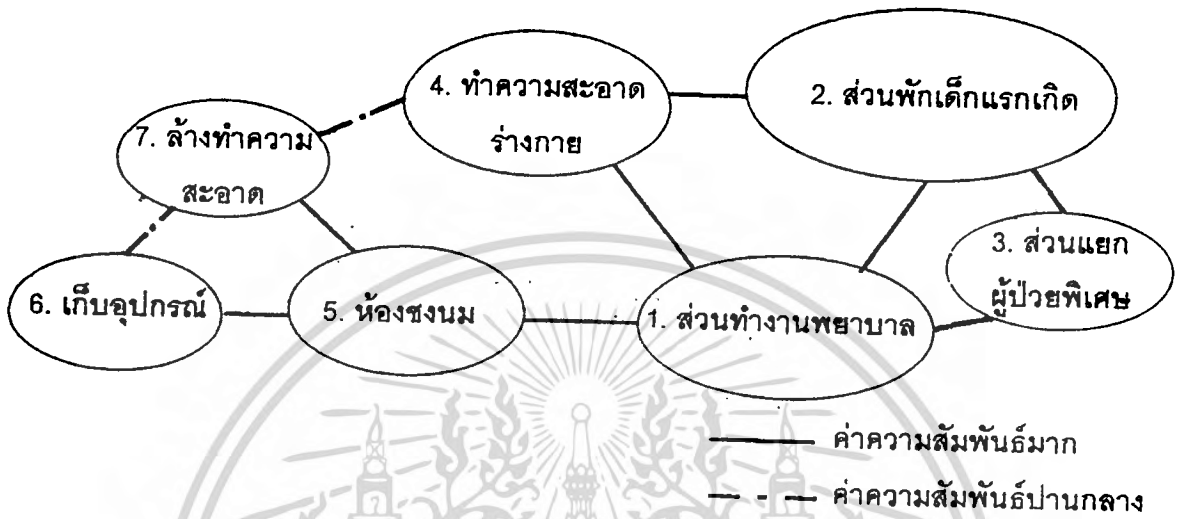 4. ทำความสะอาด
ร่างกาย
2. ส่วนพักเด็กแรกเกิด
7. ล้างทำความ
สะอาด
3. ส่วนแยก
ผู้ป่วยพิเศษ
6. เก็บอุปกรณ์
5. ห้องชงนม
1. ส่วนทำงานพยาบาล
ค่าความสัมพันธ์มาก
ค่าความสัมพันธ์ปานกลาง